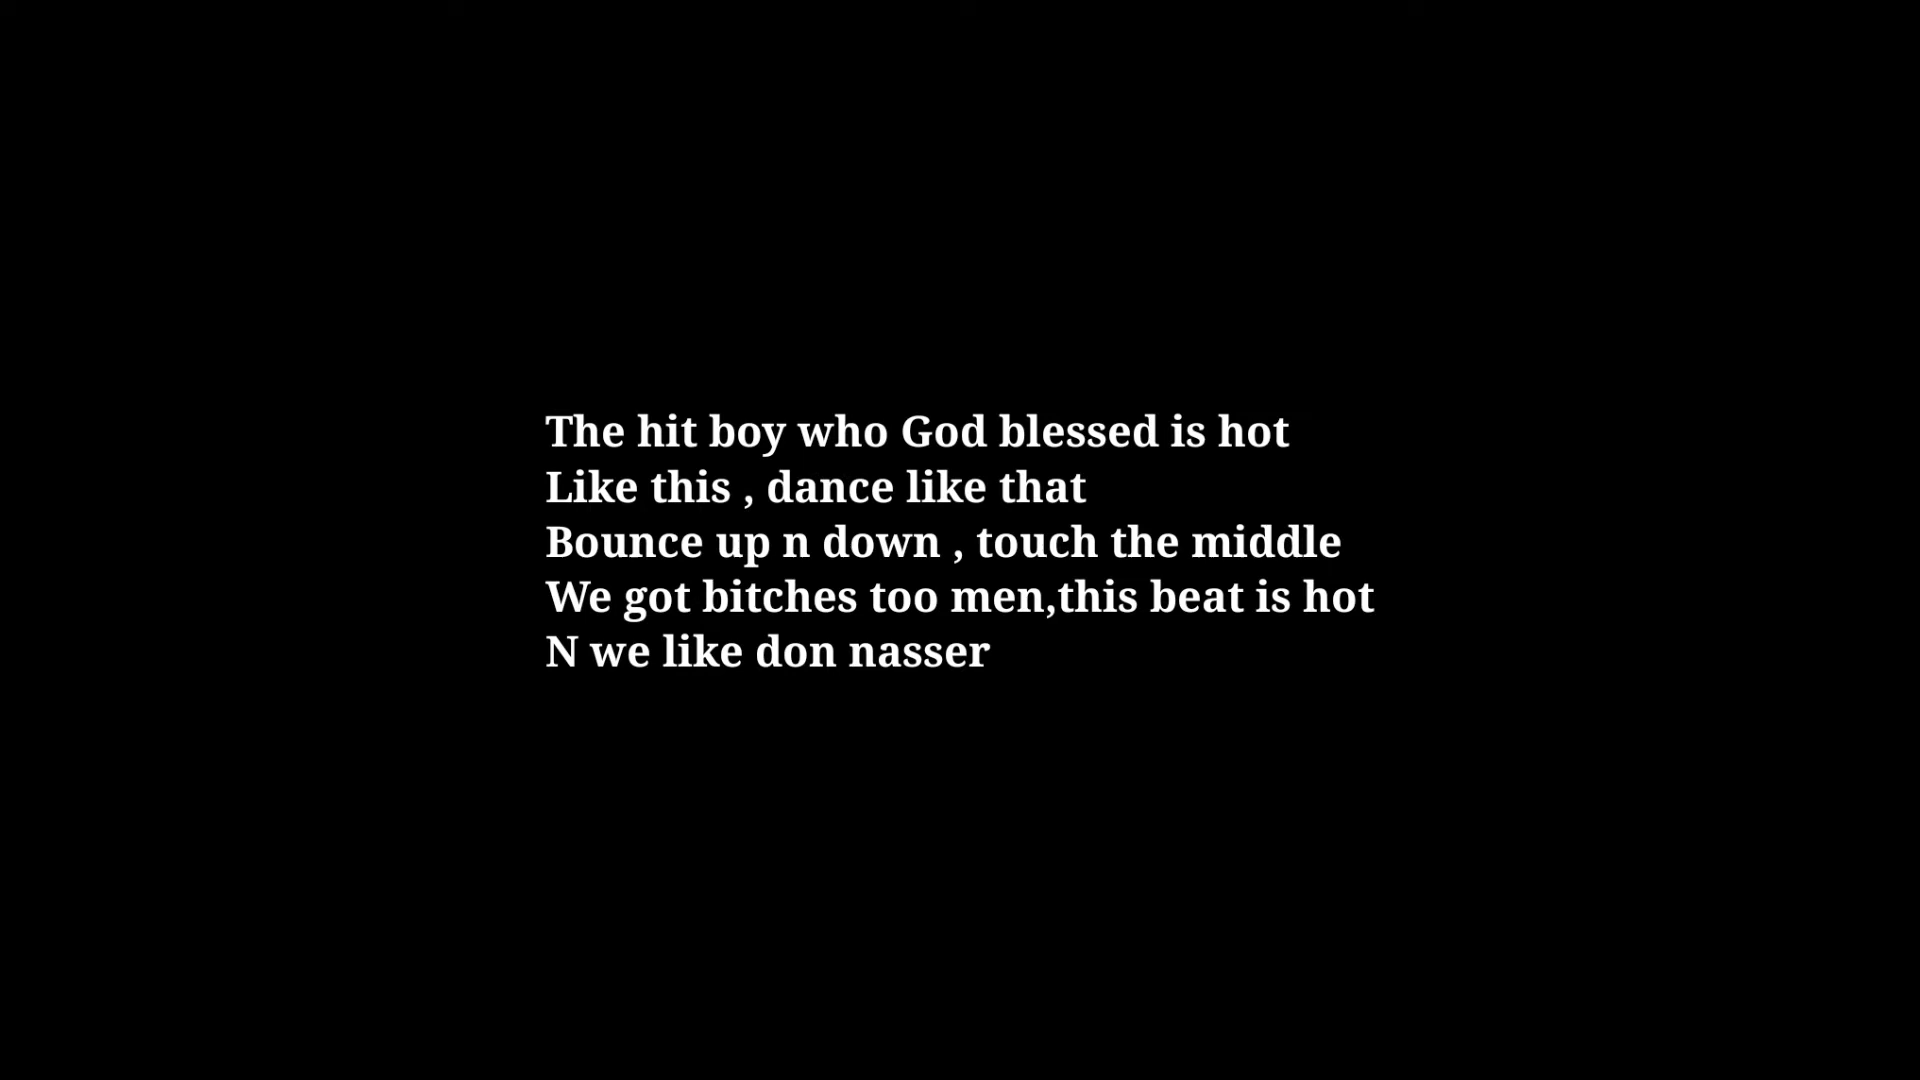 The hit boy who God blessed is hot
Like this , dance like that
Bounce up n down , touch the middle
We got bitches too men,this beat is hot
N we like don nasser